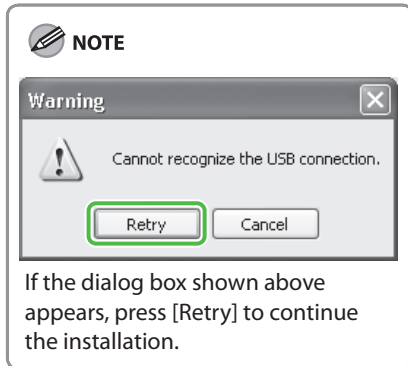 NOTE
Warning
Cannot recognize the USB connection.
Retry Cancel
If the dialog box shown above
appears, press [Retry] to continue
the installation.